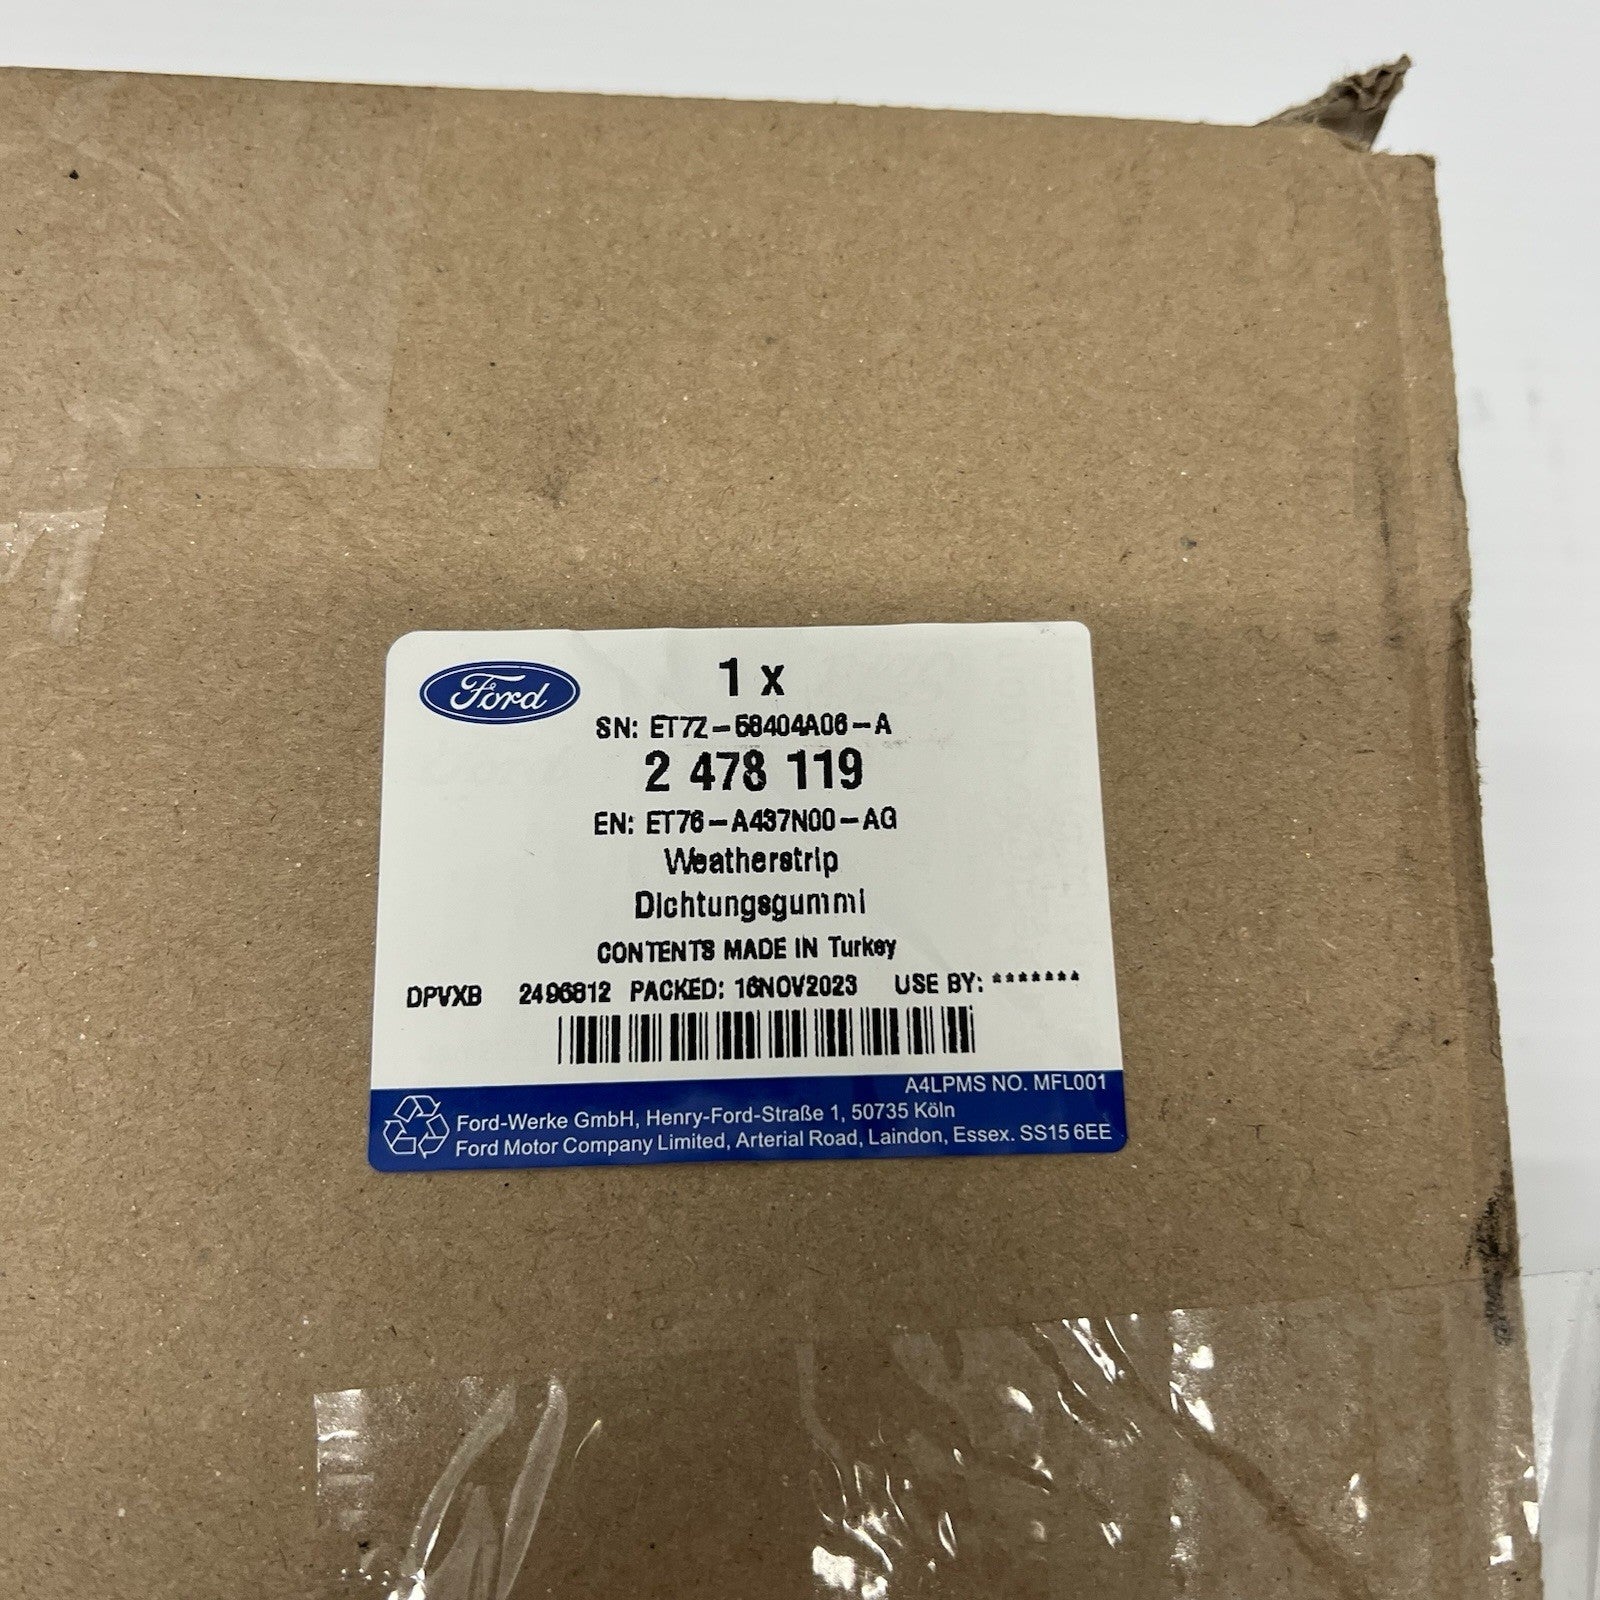 Ford
1 x
SN: ET7Z-58404A06-A
2 478 119
EN: ET76-A437N00-AG
Weatherstrip
Dichtungsgummi
CONTENTS MADE IN Turkey
DPVXB 2496812 PACKED: 16NOV2023 USE BY: *******
A4LPMS NO. MFL001
Ford-Werke GmbH, Henry-Ford-Straße 1, 50735 Köln
Ford Motor Company Limited, Arterial Road, Laindon, Essex. SS15 6EE